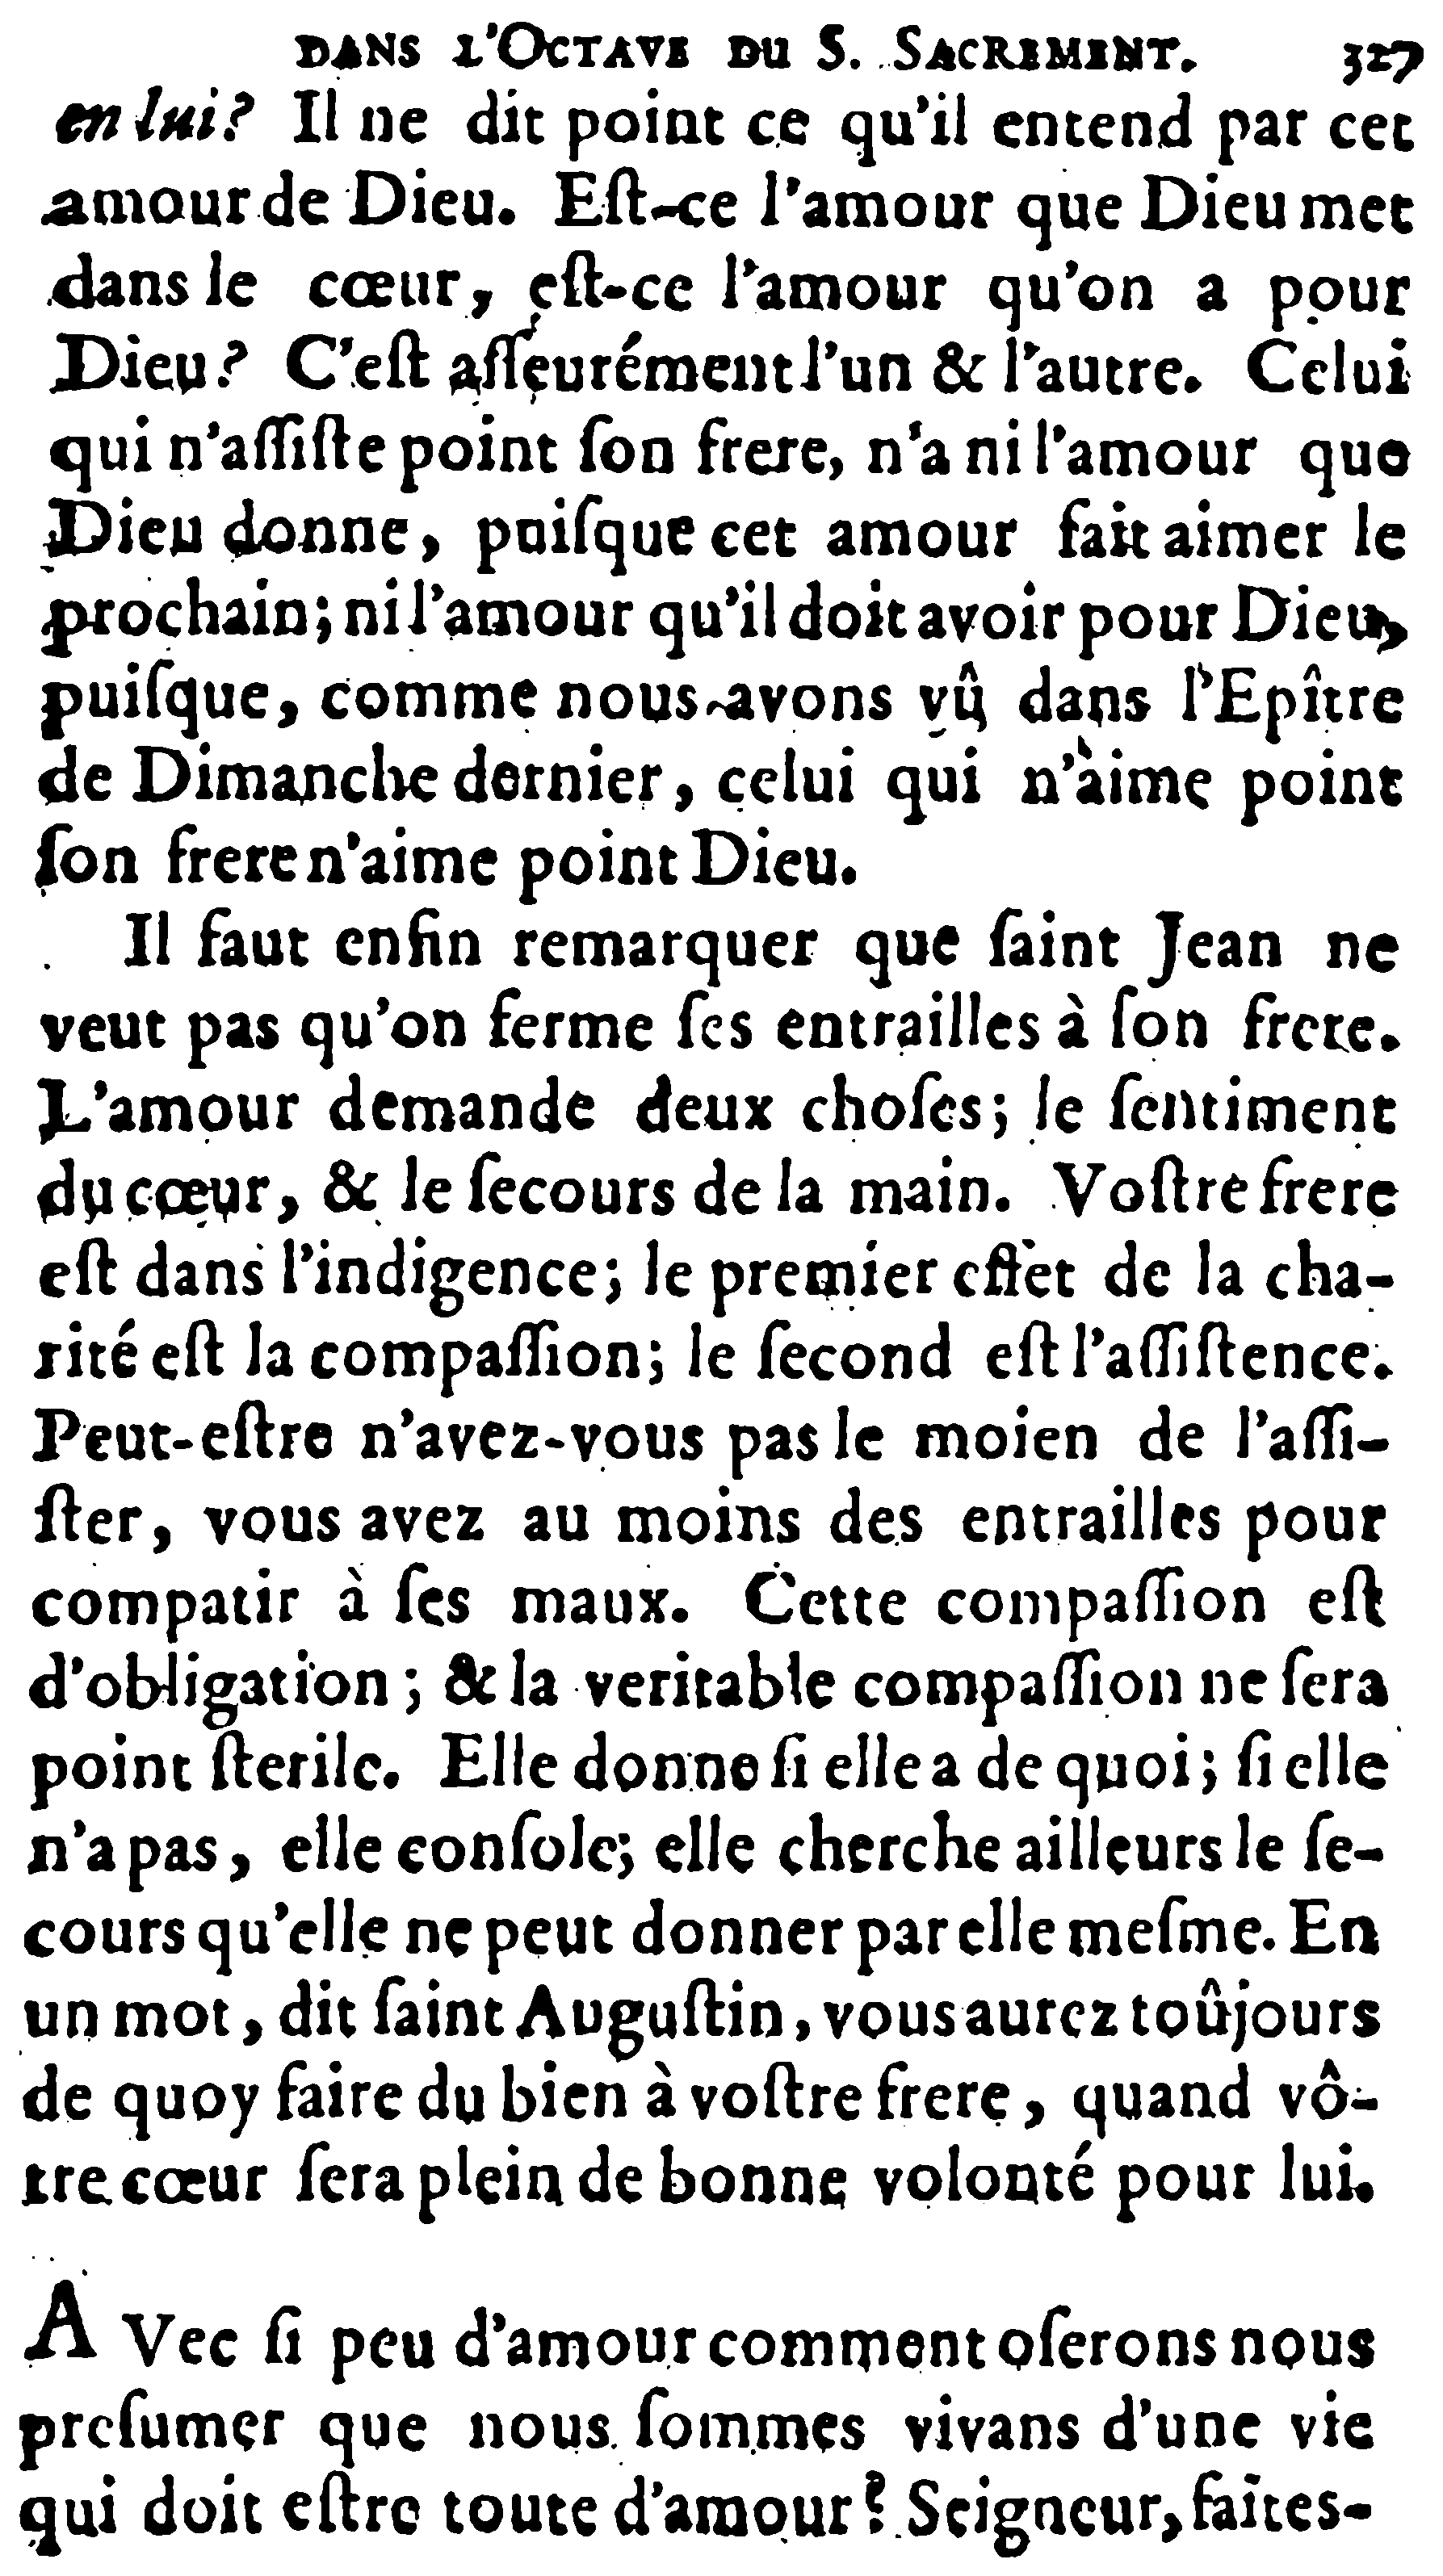 DANS L'OCTAVE DU S. SACREMENT. 327
en lui? Il ne dit point ce qu'il entend par cet
amour de Dieu. Eſt-ce l'amour que Dieu met
dans le cœur, eſt-ce l'amour qu'on a pour
Dieu? C'eſt aſſeurément l'un & l'autre. Celui
qui n'aſſiſte point ſon frere, n'a ni l'amour que
Dieu donne, puiſque cet amour fait aimer le
prochain; ni l'amour qu'il doit avoir pour Dieu,
puiſque, comme nous avons vû dans l'Epître
de Dimanche dernier, celui qui n'aime point
ſon frere n'aime point Dieu.
Il faut enfin remarquer que ſaint Jean ne
veut pas qu'on ferme ſes entrailles à ſon frere.
L'amour demande deux choſes; le ſentiment
du cœur, & le ſecours de la main. Voſtre frere
eſt dans l'indigence; le premier effet de la cha-
rité eſt la compaſſion; le ſecond eſt l'aſſiſtence.
Peut-eſtre n'avez-vous pas le moien de l'aſſi-
ſter, vous avez au moins des entrailles pour
compatir à ſes maux. Cette compaſſion eſt
d'obligation; & la veritable compaſſion ne ſera
point ſterile. Elle donne ſi elle a de quoi; ſi elle
n'a pas, elle conſole; elle cherche ailleurs le ſe-
cours qu'elle ne peut donner par elle meſme. En
un mot, dit ſaint Auguſtin, vous aurez toûjours
de quoy faire du bien à voſtre frere, quand vô-
tre cœur ſera plein de bonne volonté pour lui.
AVec ſi peu d'amour comment oſerons nous
preſumer que nous ſommes vivans d'une vie
qui doit eſtre toute d'amour? Seigneur, faites-